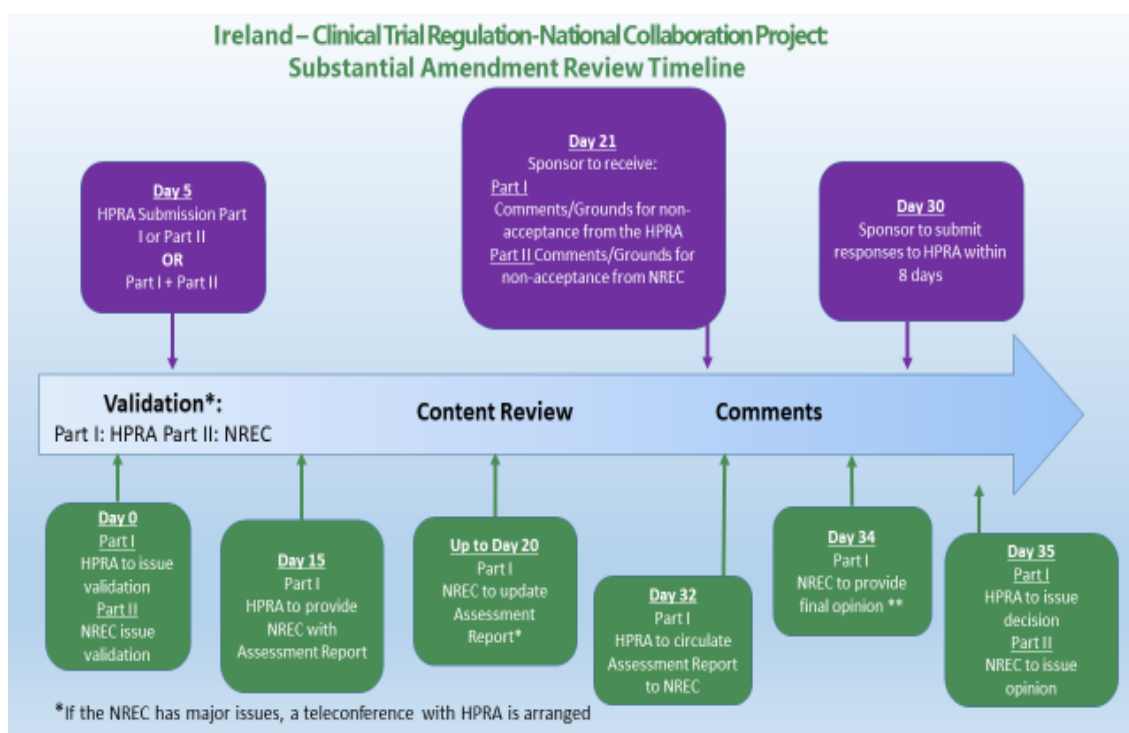 Ireland – Clinical Trial Regulation-National Collaboration Project:
Substantial Amendment Review Timeline
Day 5
HPRA Submission Part
I or Part II
OR
Part I + Part II
Day 21
Sponsor to receive:
Part I
Comments/Grounds for non-
acceptance from the HPRA
Part II Comments/Grounds for
non-acceptance from NREC
Day 30
Sponsor to submit
responses to HPRA within
8 days
Validation*:
Part I: HPRA Part II: NREC
Content Review
Comments
Day 0
Part I
HPRA to issue
validation
Part II
NREC issue
validation
Day 15
Part I
HPRA to provide
NREC with
Assessment Report
Up to Day 20
Part I
NREC to update
Assessment
Report*
Day 32
Part I
HPRA to circulate
Assessment Report
to NREC
Day 34
Part I
NREC to provide
final opinion **
Day 35
Part I
HPRA to issue
decision
Part II
NREC to issue
opinion
*If the NREC has major issues, a teleconference with HPRA is arranged